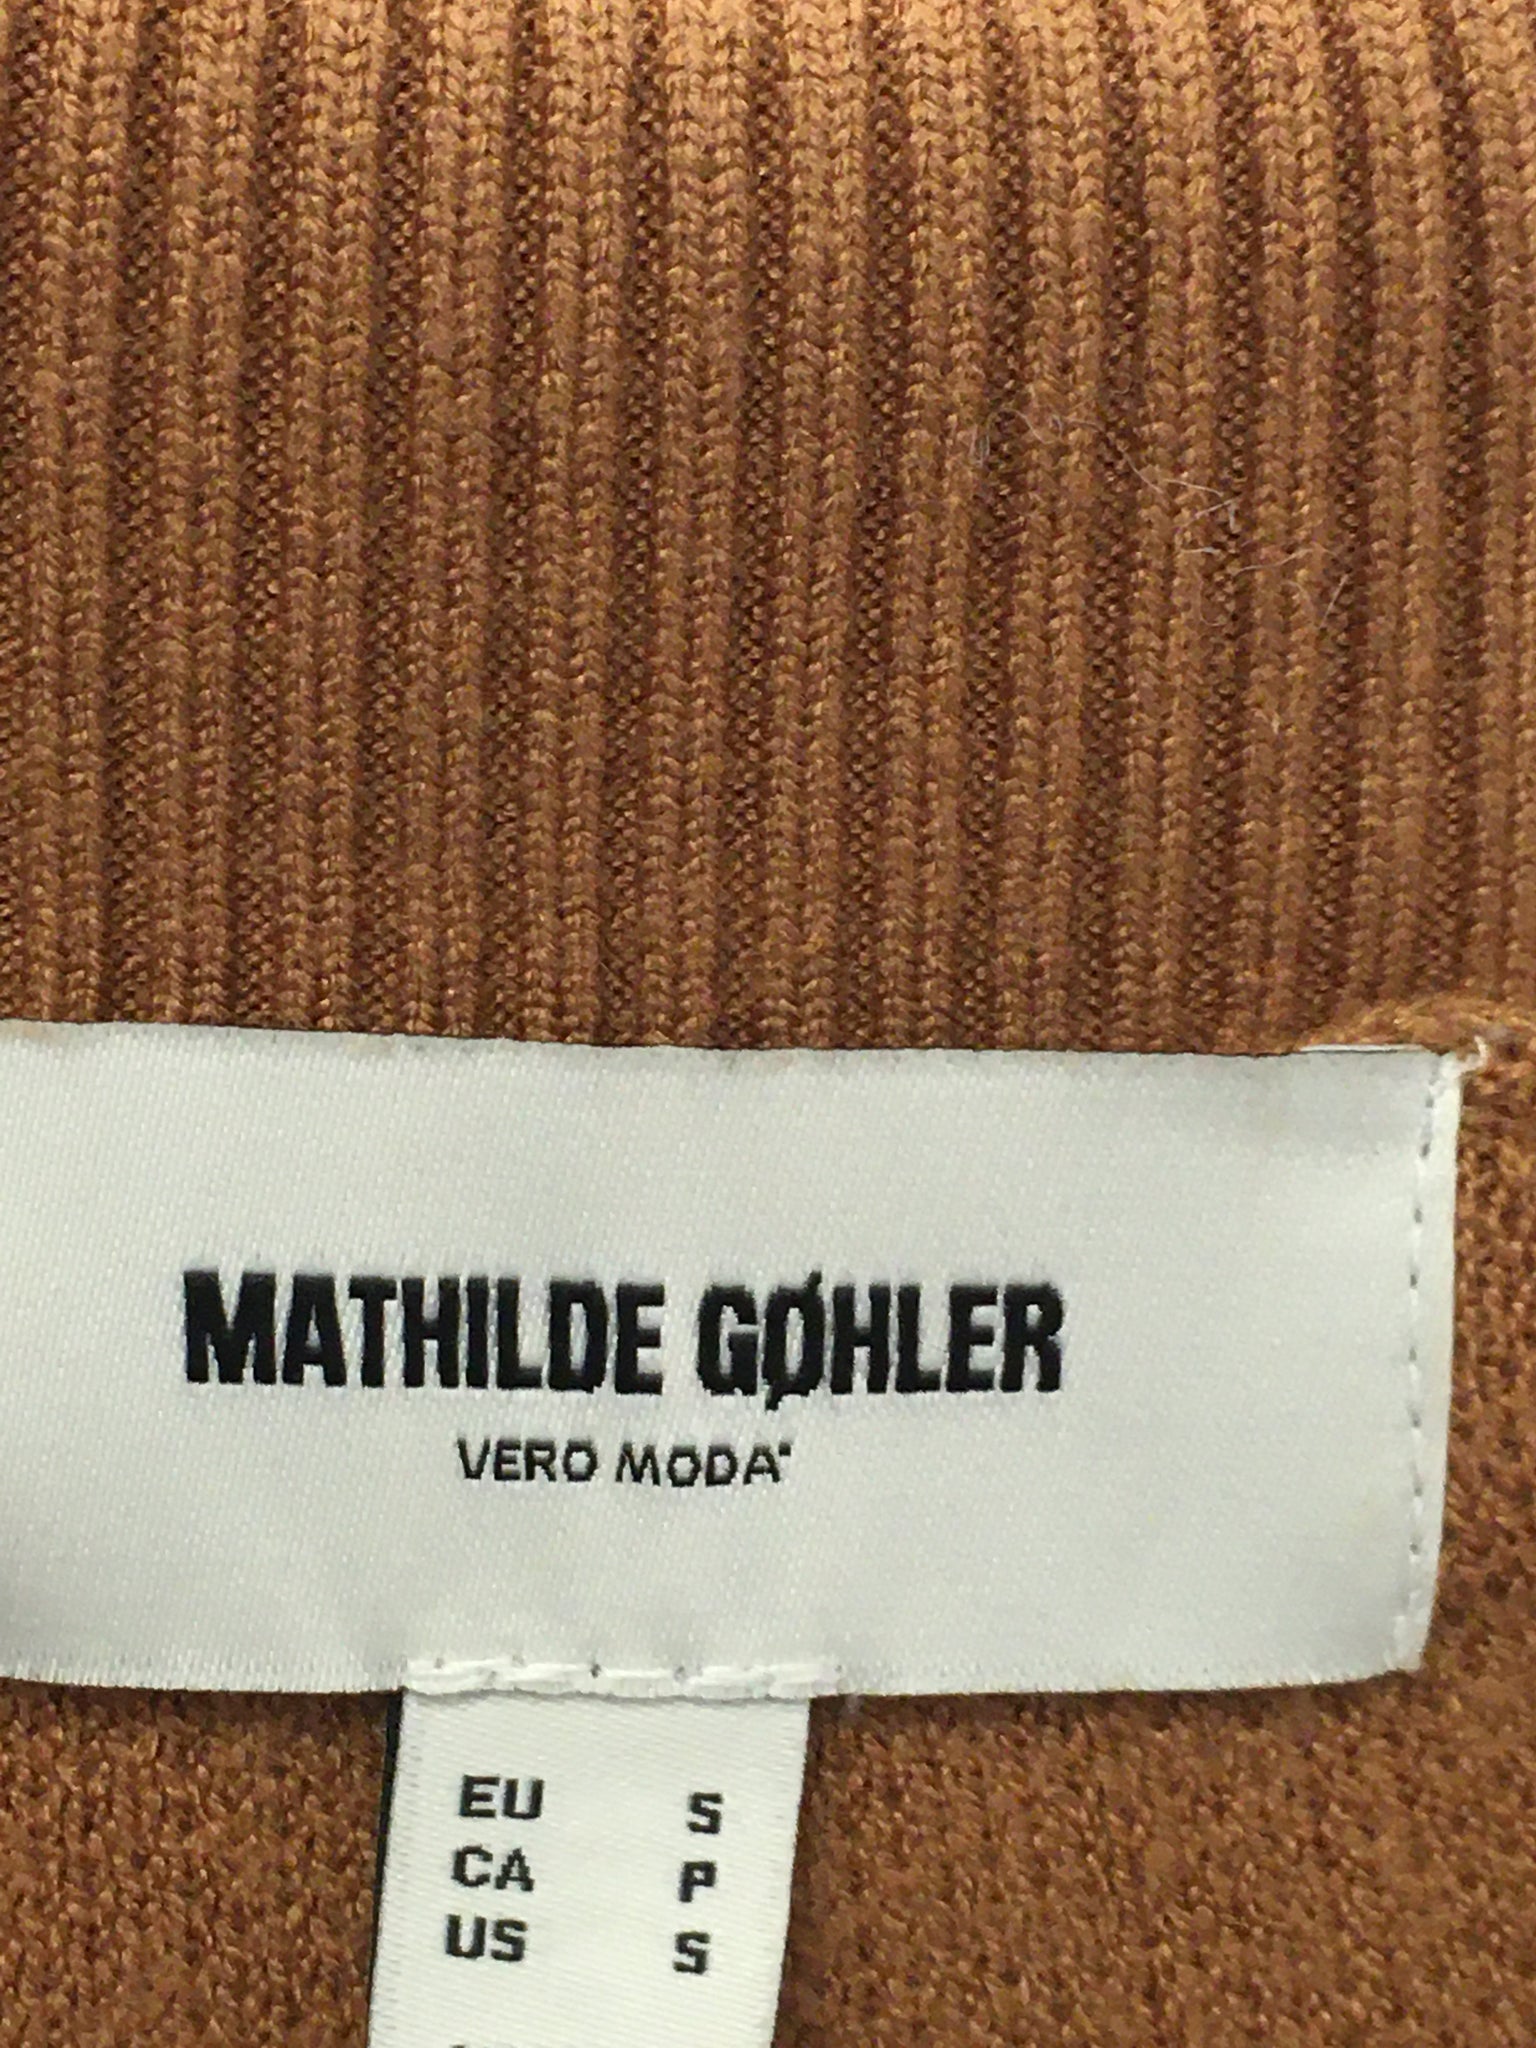 MATHILDE GØHLER
VERO MODA
EU S
CA P
US S